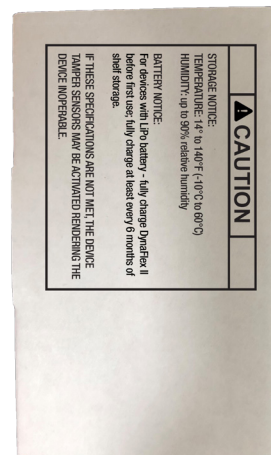 CAUTION
STORAGE NOTICE:
TEMPERATURE: 14° to 140°F (-10°C to 60°C)
HUMIDITY: up to 90% relative humidity
BATTERY NOTICE:
For devices with LiPo battery - fully charge DynaFlex II
before first use; fully charge at least every 6 months of
shelf storage.
IF THESE SPECIFICATIONS ARE NOT MET, THE DEVICE
TAMPER SENSORS MAY BE ACTIVATED RENDERING THE
DEVICE INOPERABLE.